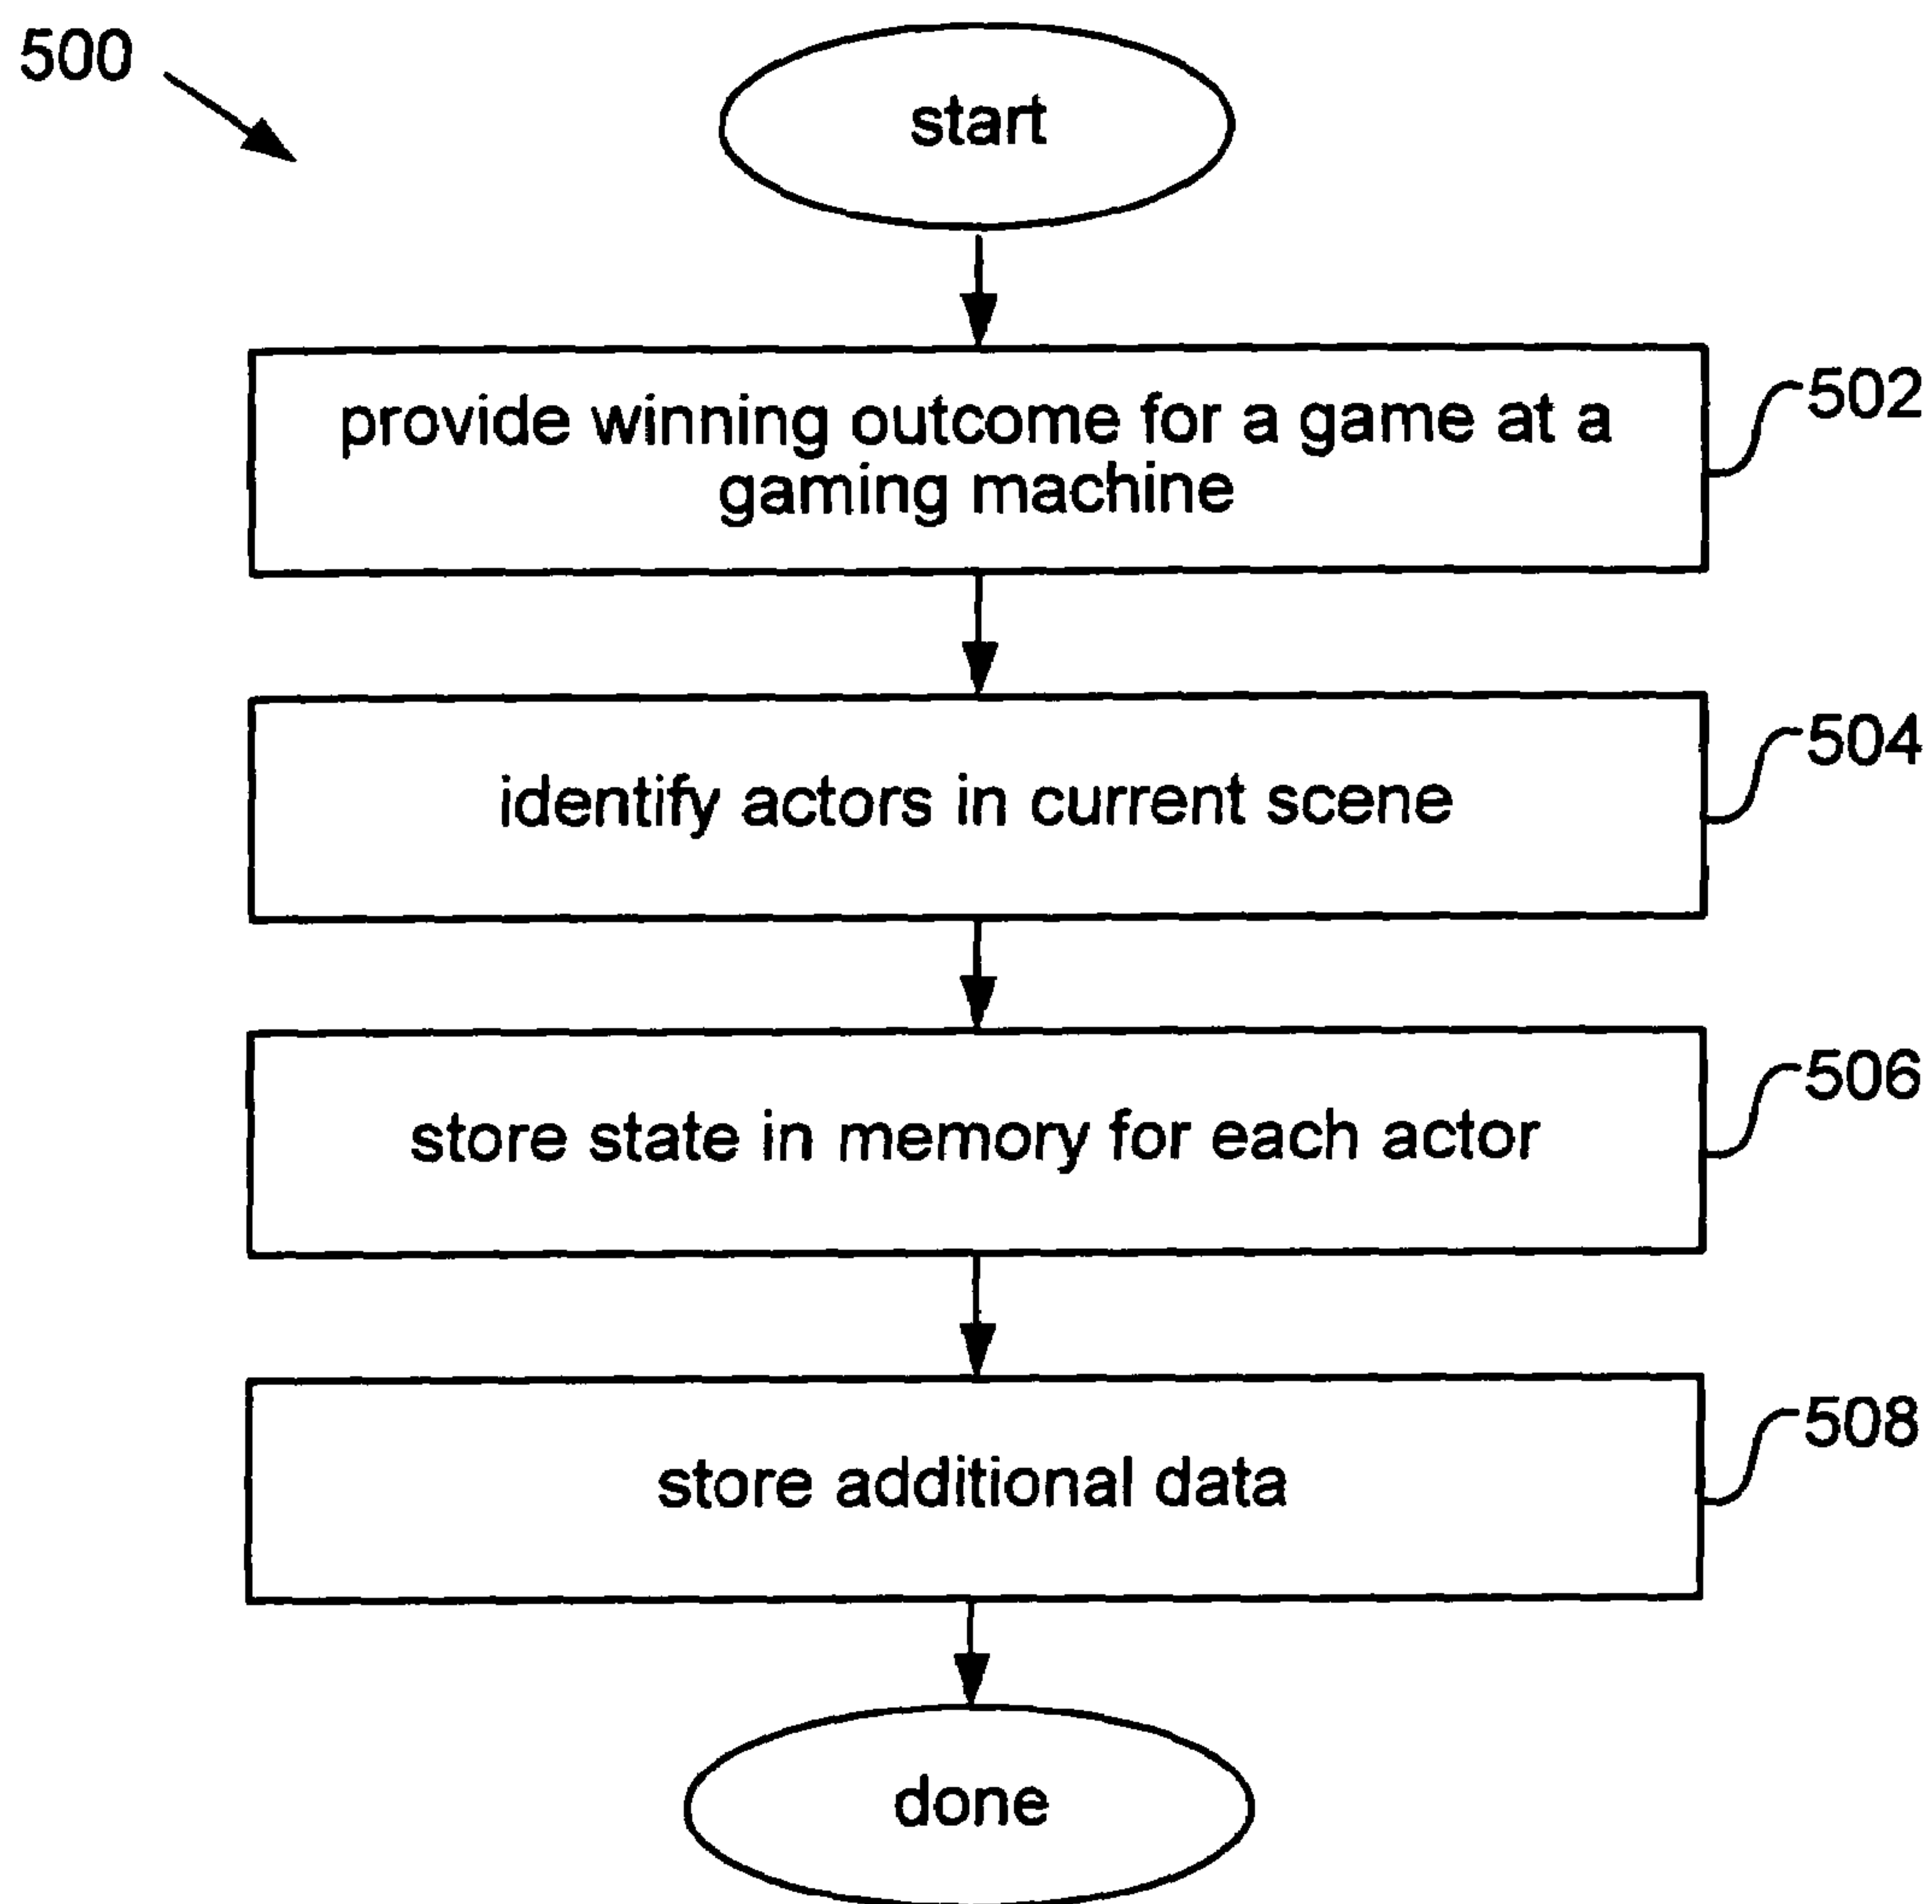 500
start
provide winning outcome for a game at a
gaming machine
502
identify actors in current scene
504
store state in memory for each actor
506
store additional data
508
done